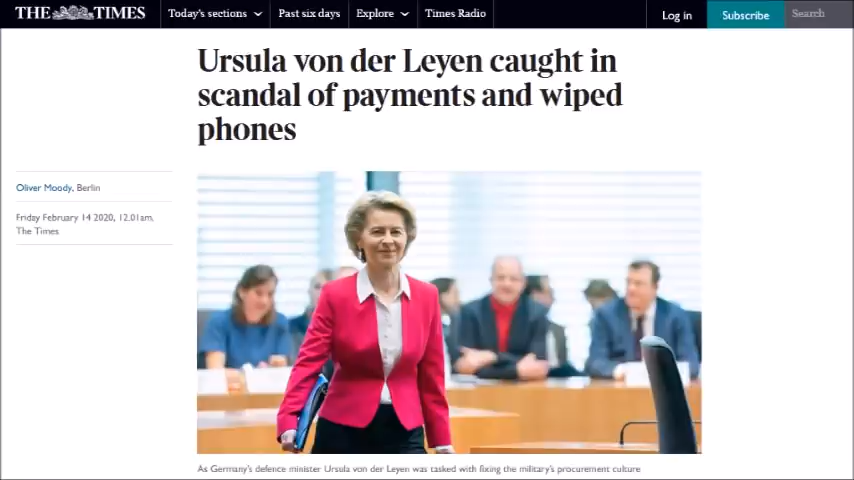 THE TIMES
Today's sections
Past six days
Explore
Times Radio
Log in
Subscribe
Search
Ursula von der Leyen caught in
scandal of payments and wiped
phones
Oliver Moody, Berlin
Friday February 14 2020, 12.01am,
The Times
As Germany's defence minister Ursula von der Leyen was tasked with fixing the military's procurement culture